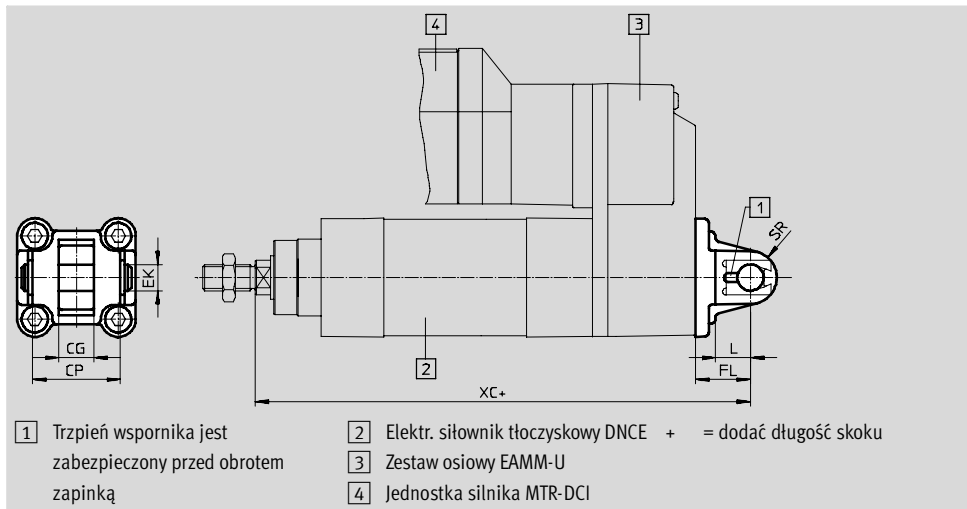 4
3
1
SR
EK
CG
CP
L
FL
2
XC+
1 Trzpień wspornika jest
zabezpieczony przed obrotem
zapinką
2 Elektr. siłownik tłoczyskowy DNCE + = dodać długość skoku
3 Zestaw osiowy EAMM-U
4 Jednostka silnika MTR-DCI